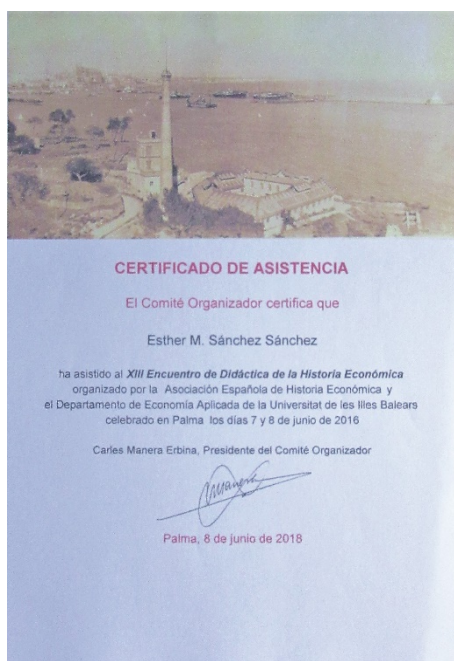 CERTIFICADO DE ASISTENCIA
El Comité Organizador certifica que
Esther M. Sánchez Sánchez
ha asistido al XIII Encuentro de Didáctica de la Historia Económica
organizado por la Asociación Española de Historia Económica y
el Departamento de Economía Aplicada de la Universitat de les Illes Balears
celebrado en Palma los días 7 y 8 de junio de 2016
Carles Manera Erbina, Presidente del Comité Organizador
CManera
Palma, 8 de junio de 2018